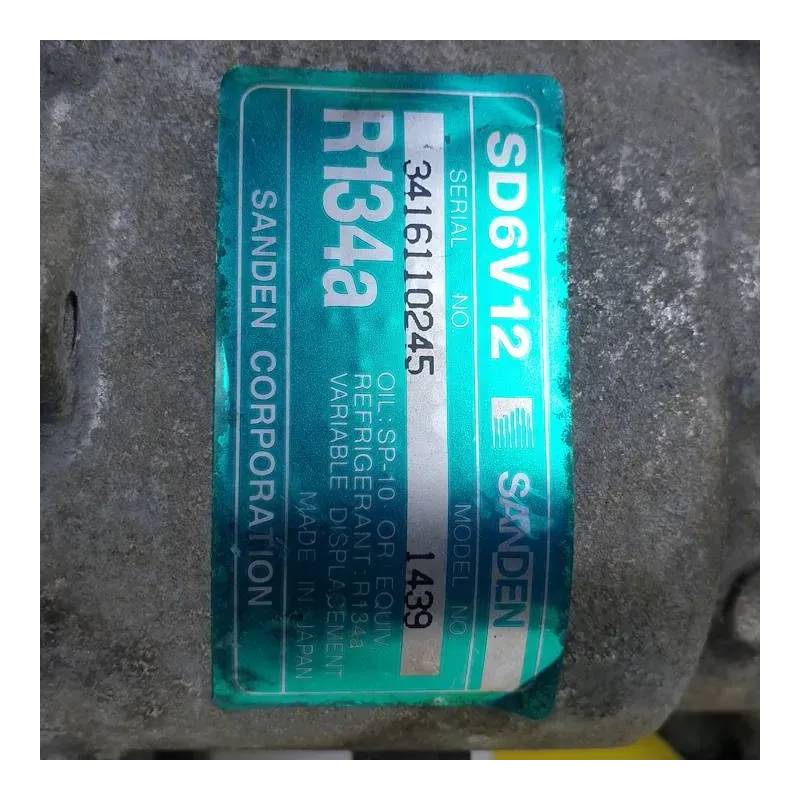 SD6V12 SANDEN
SERIAL NO. MODEL NO.
3416110245 1439
R134a
OIL: SP-10 OR EQUIV.
REFRIGERANT: R134a
VARIABLE DISPLACEMENT
MADE IN JAPAN
SANDEN CORPORATION